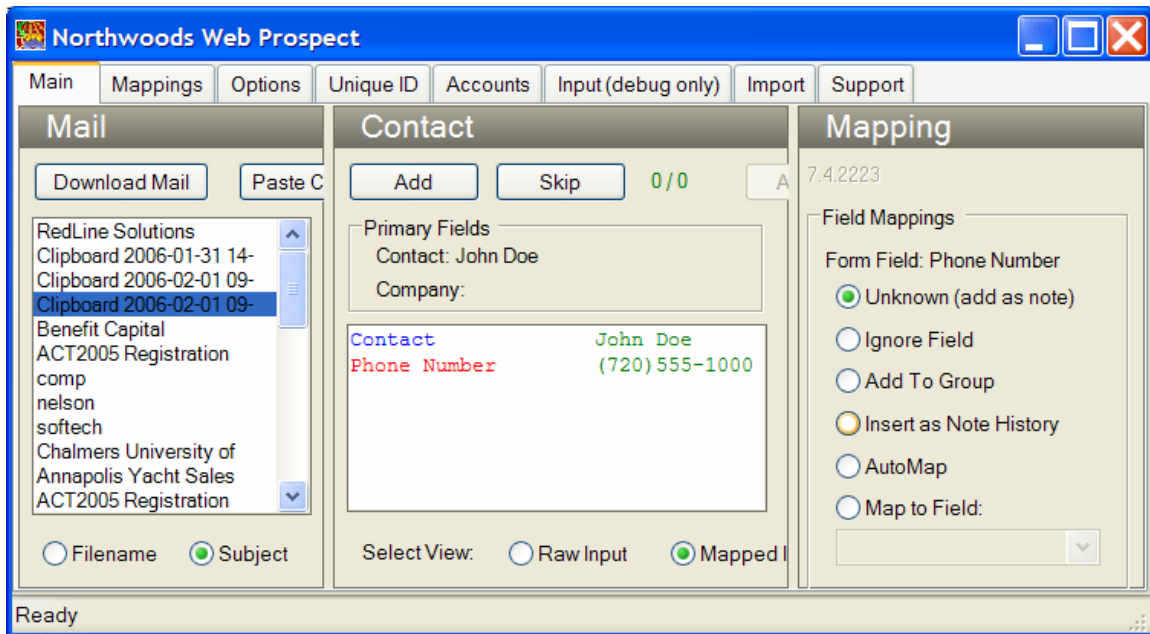 Northwoods Web Prospect
Main Mappings Options Unique ID Accounts Input (debug only) Import Support
Mail
Download Mail Paste C
RedLine Solutions
Clipboard 2006-01-31 14-
Clipboard 2006-02-01 09-
Clipboard 2006-02-01 09-
Benefit Capital
ACT2005 Registration
comp
nelson
softech
Chalmers University of
Annapolis Yacht Sales
ACT2005 Registration
Filename Subject
Contact
Add Skip 0/0 A
Primary Fields
Contact: John Doe
Company:
Contact John Doe
Phone Number (720)555-1000
Select View: Raw Input Mapped I
Mapping
7.4.2223
Field Mappings
Form Field: Phone Number
Unknown (add as note)
Ignore Field
Add To Group
Insert as Note History
AutoMap
Map to Field:
Ready